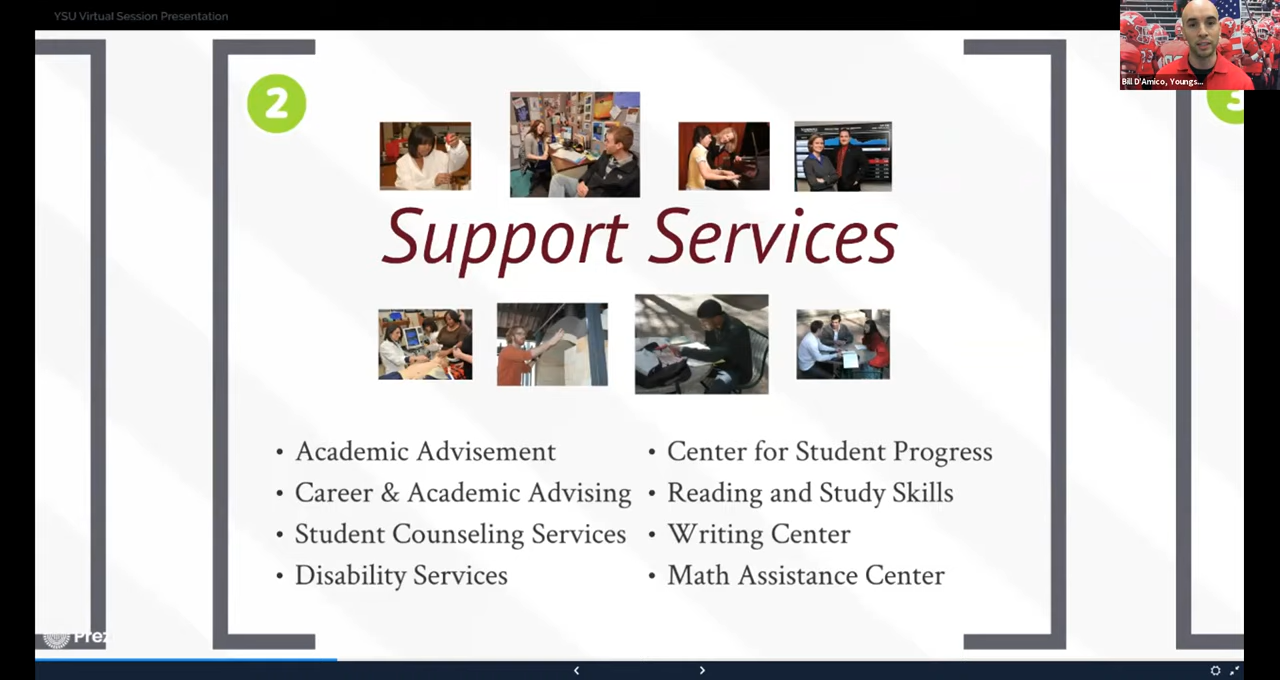 YSU Virtual Session Presentation
Bill D'Amico, Youngs...
2
3
Support Services
• Academic Advisement
• Career & Academic Advising
• Student Counseling Services
• Disability Services
• Center for Student Progress
• Reading and Study Skills
• Writing Center
• Math Assistance Center
Prez